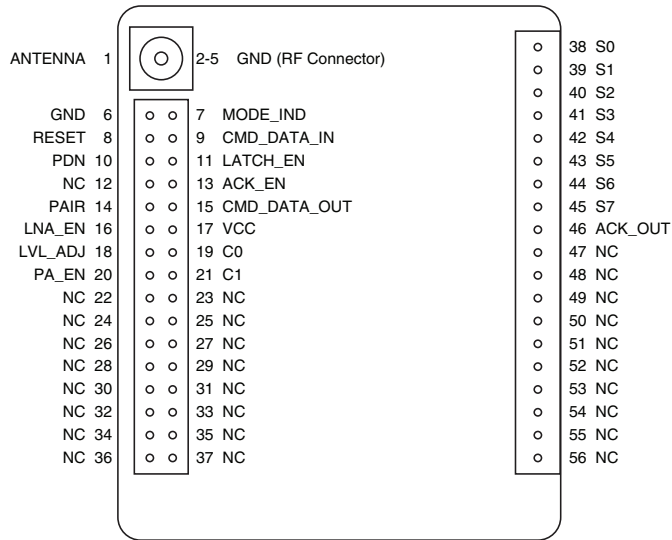 ANTENNA 1 2-5 GND (RF Connector)
GND 6 7 MODE_IND
RESET 8 9 CMD_DATA_IN
PDN 10 11 LATCH_EN
NC 12 13 ACK_EN
PAIR 14 15 CMD_DATA_OUT
LNA_EN 16 17 VCC
LVL_ADJ 18 19 C0
PA_EN 20 21 C1
NC 22 23 NC
NC 24 25 NC
NC 26 27 NC
NC 28 29 NC
NC 30 31 NC
NC 32 33 NC
NC 34 35 NC
NC 36 37 NC
38 S0
39 S1
40 S2
41 S3
42 S4
43 S5
44 S6
45 S7
46 ACK_OUT
47 NC
48 NC
49 NC
50 NC
51 NC
52 NC
53 NC
54 NC
55 NC
56 NC